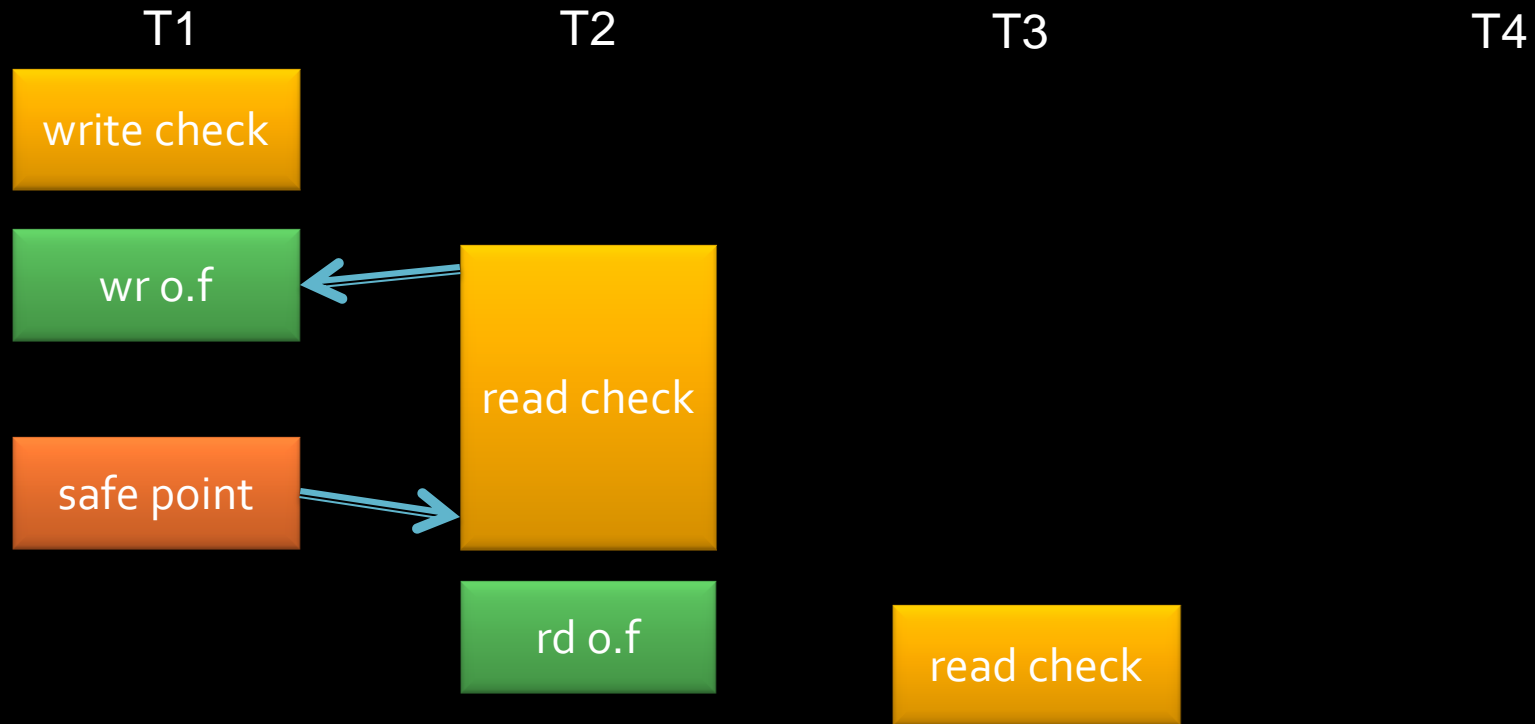 T1
T2
T3
T4
write check
wr o.f
read check
safe point
rd o.f
read check